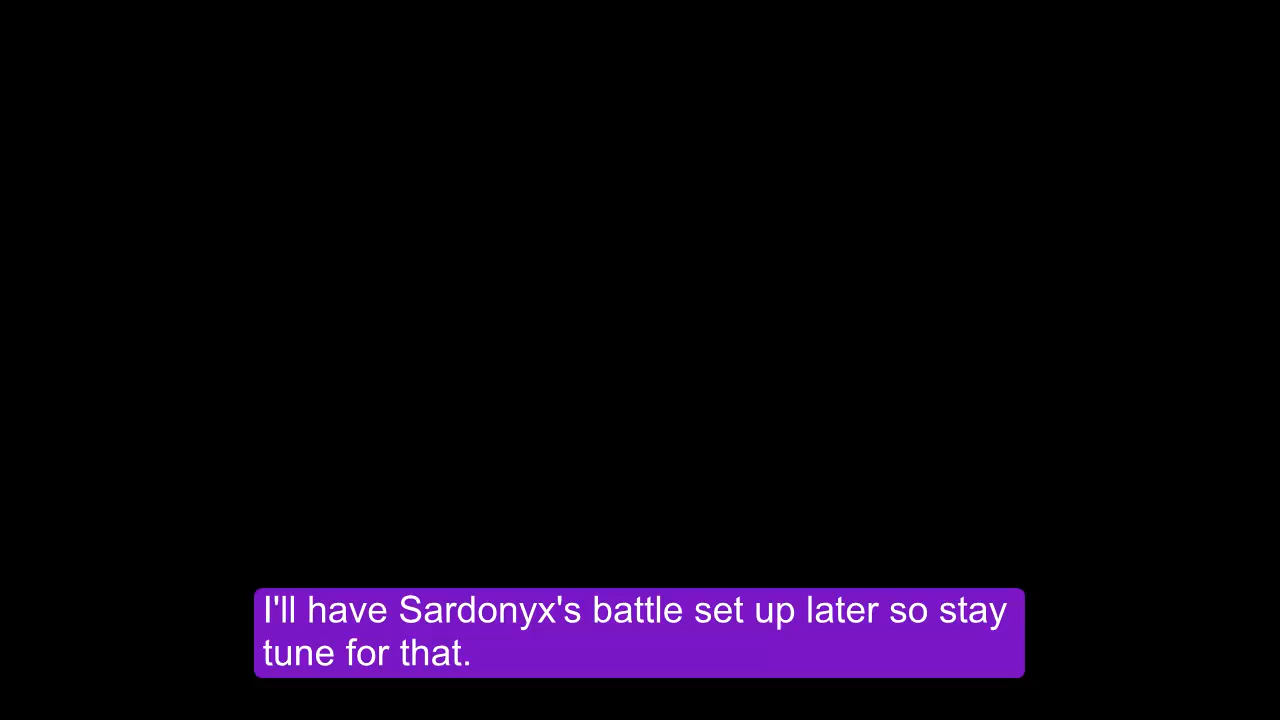 I'll have Sardonyx's battle set up later so stay
tune for that.